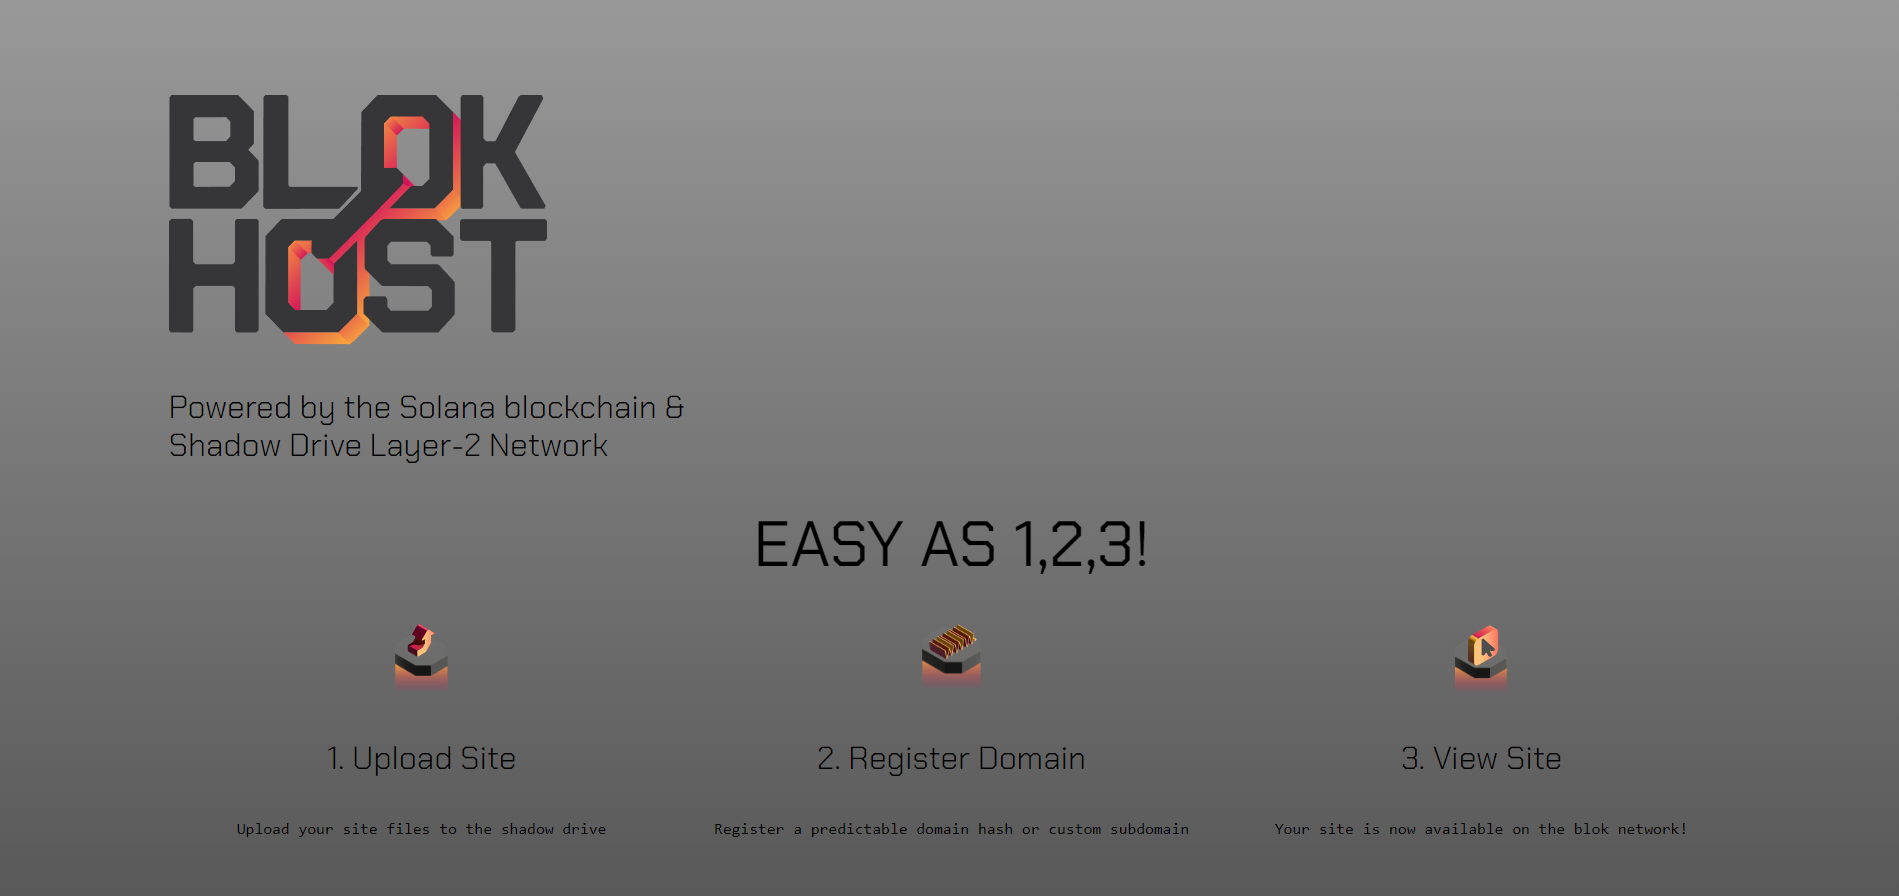 BLOK
HOST
Powered by the Solana blockchain &
Shadow Drive Layer-2 Network
EASY AS 1,2,3!
1. Upload Site
Upload your site files to the shadow drive
2. Register Domain
Register a predictable domain hash or custom subdomain
3. View Site
Your site is now available on the blok network!